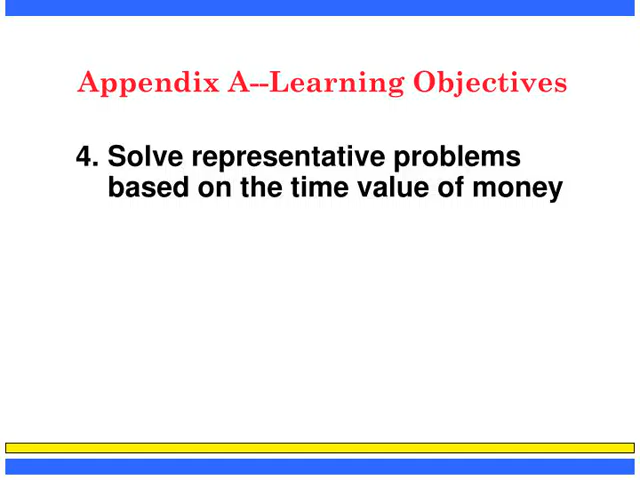 Appendix A--Learning Objectives
4. Solve representative problems
based on the time value of money